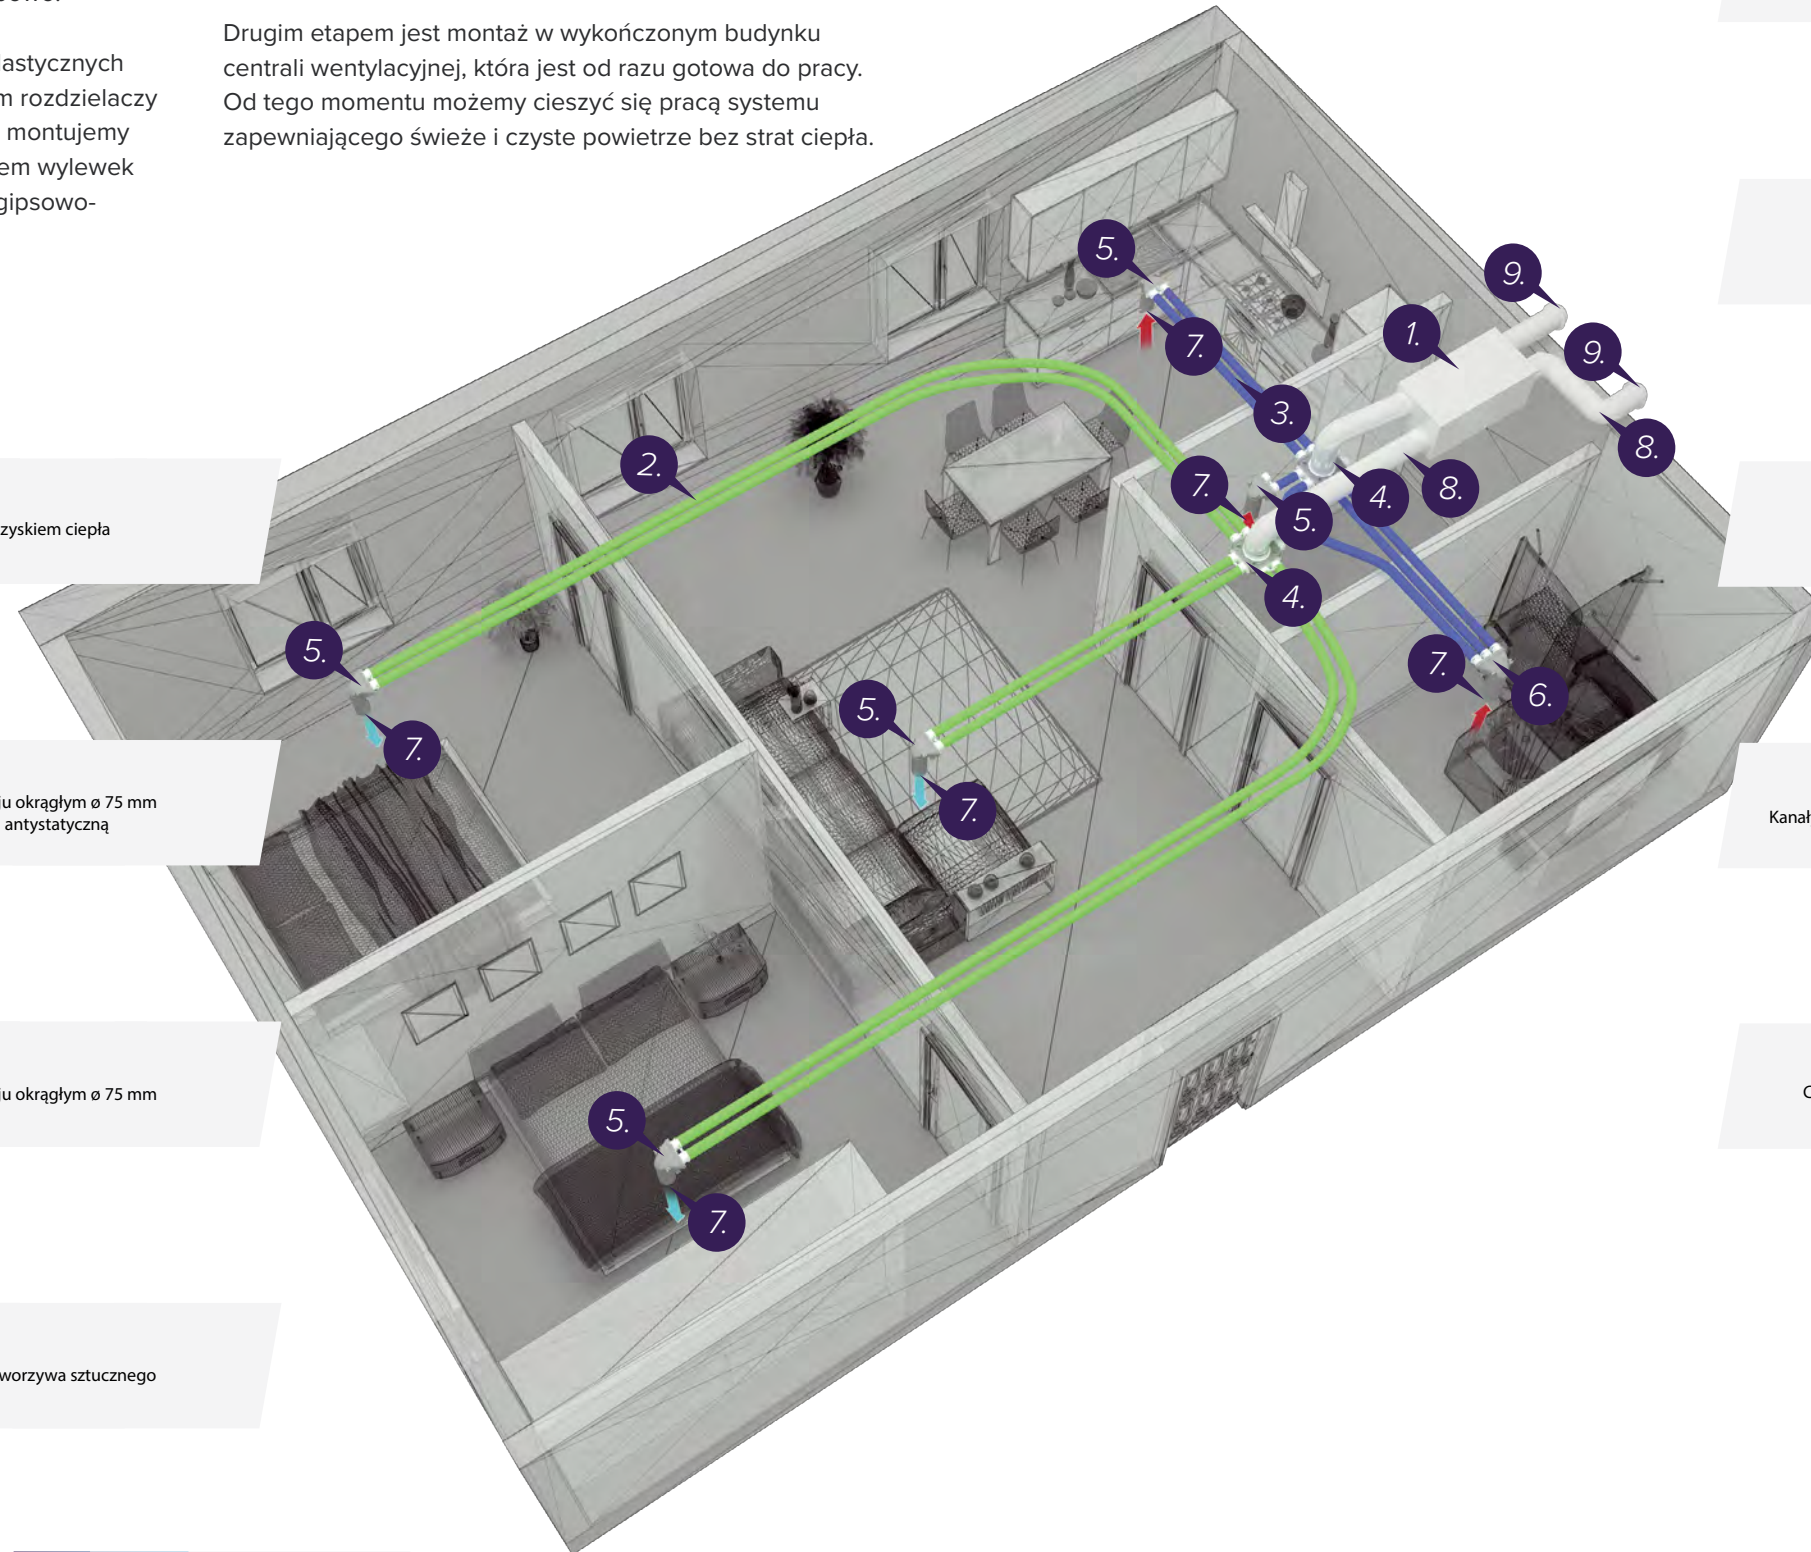 Drugim etapem jest montaż w wykończonym budynku
centrali wentylacyjnej, która jest od razu gotowa do pracy.
Od tego momentu możemy cieszyć się pracą systemu
zapewniającego świeże i czyste powietrze bez strat ciepła.
lastycznych
m rozdzielaczy
montujemy
em wylewek
gipsowo-
zyskiem ciepła
ju okrągłym ø 75 mm
antystatyczną
ju okrągłym ø 75 mm
worzywa sztucznego
Kanał
5.
9.
1.
7.
9.
3.
8.
2.
7.
4.
8.
5.
4.
5.
7.
6.
5.
7.
7.
5.
7.